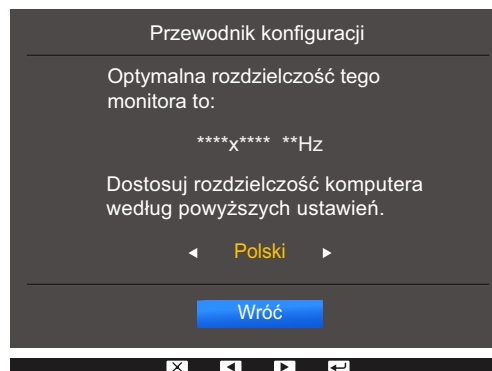 Przewodnik konfiguracji
Optymalna rozdzielczość tego
monitora to:
****x**** **Hz
Dostosuj rozdzielczość komputera
według powyższych ustawień.
Polski
Wróć